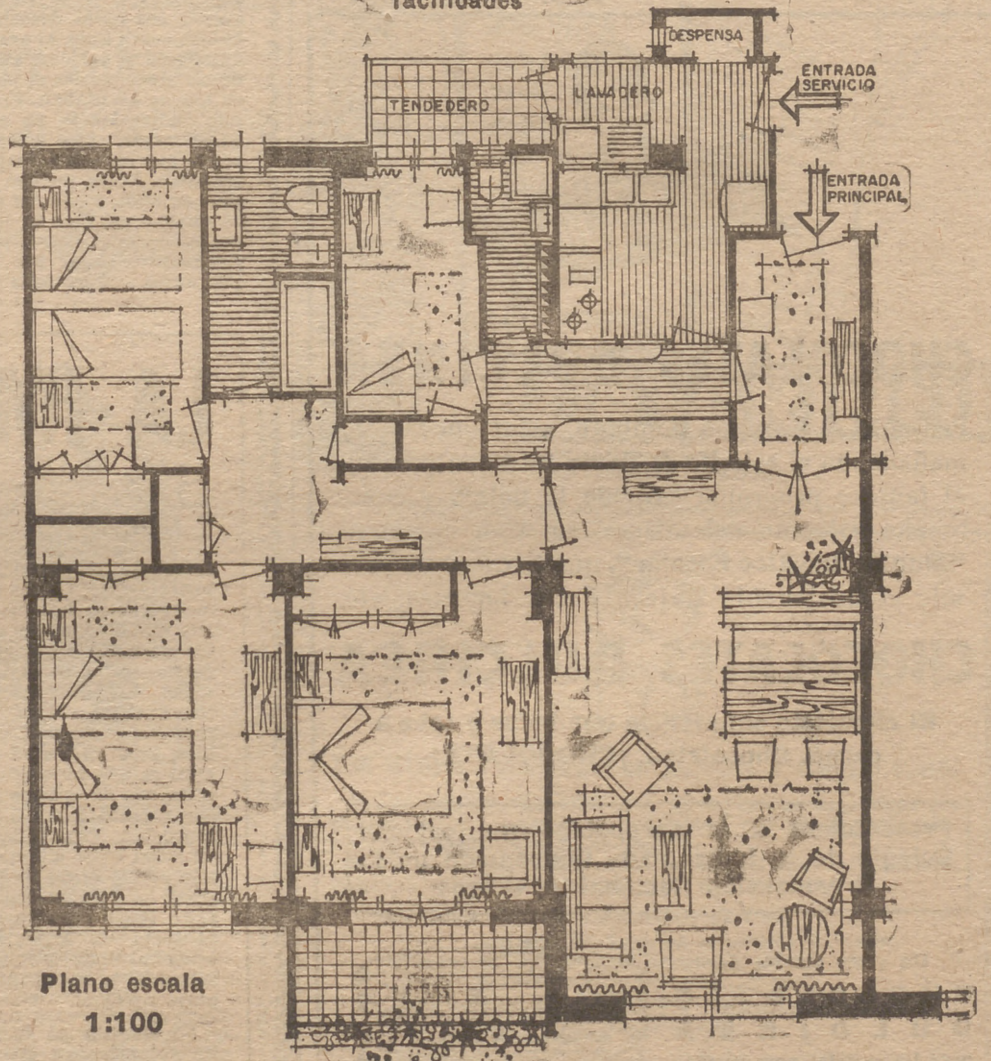 facilidades
DESPENSA
ENTRADA
SERVICIO
TENDEDERO
LAVADERO
ENTRADA
PRINCIPAL
Plano escala
1:100